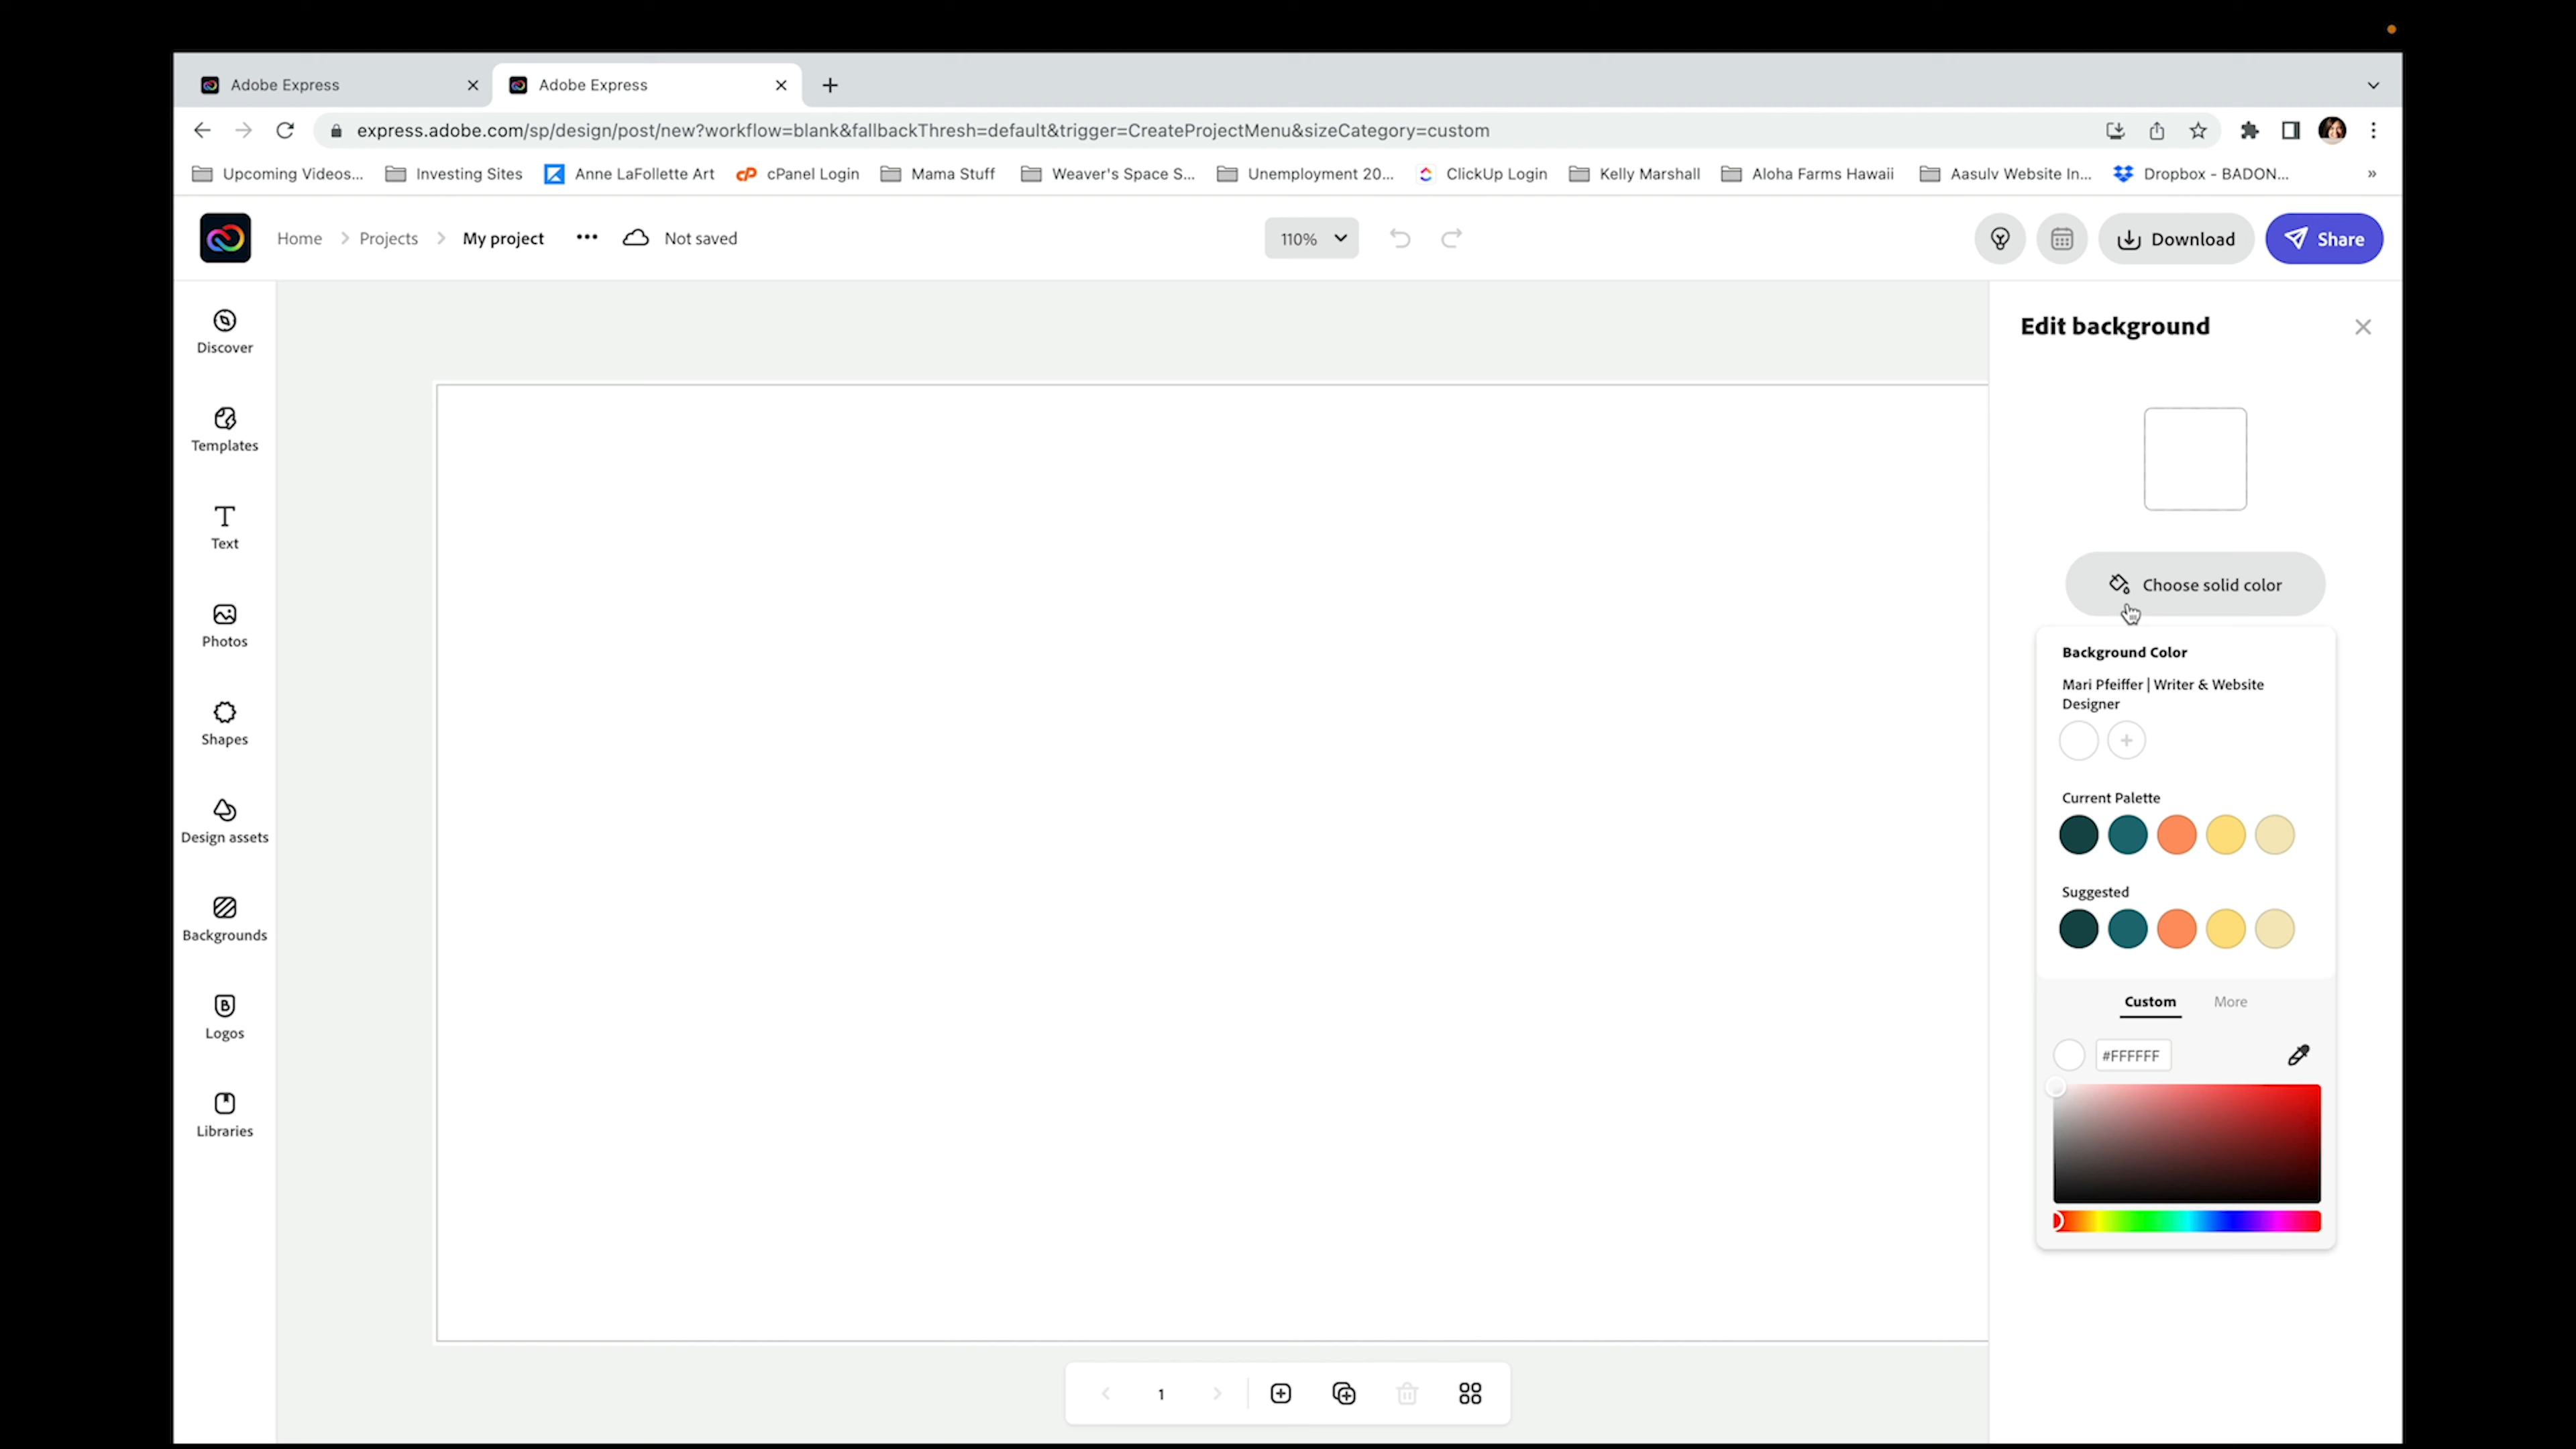 Adobe Express
Adobe Express
express.adobe.com/sp/design/post/new?workflow=blank&fallbackThresh=default&trigger=CreateProjectMenu&sizeCategory=custom
Upcoming Videos... Investing Sites Anne LaFollette Art cPanel Login Mama Stuff Weaver's Space S... Unemployment 20... ClickUp Login Kelly Marshall Aloha Farms Hawaii Aasulv Website In... Dropbox - BADON... »
Home Projects My project ••• Not saved 110% Download Share
Discover
Templates
Text
Photos
Shapes
Design assets
Backgrounds
Logos
Libraries
Edit background
Choose solid color
Background Color
Mari Pfeiffer | Writer & Website
Designer
Current Palette
Suggested
Custom More
#FFFFFF
1